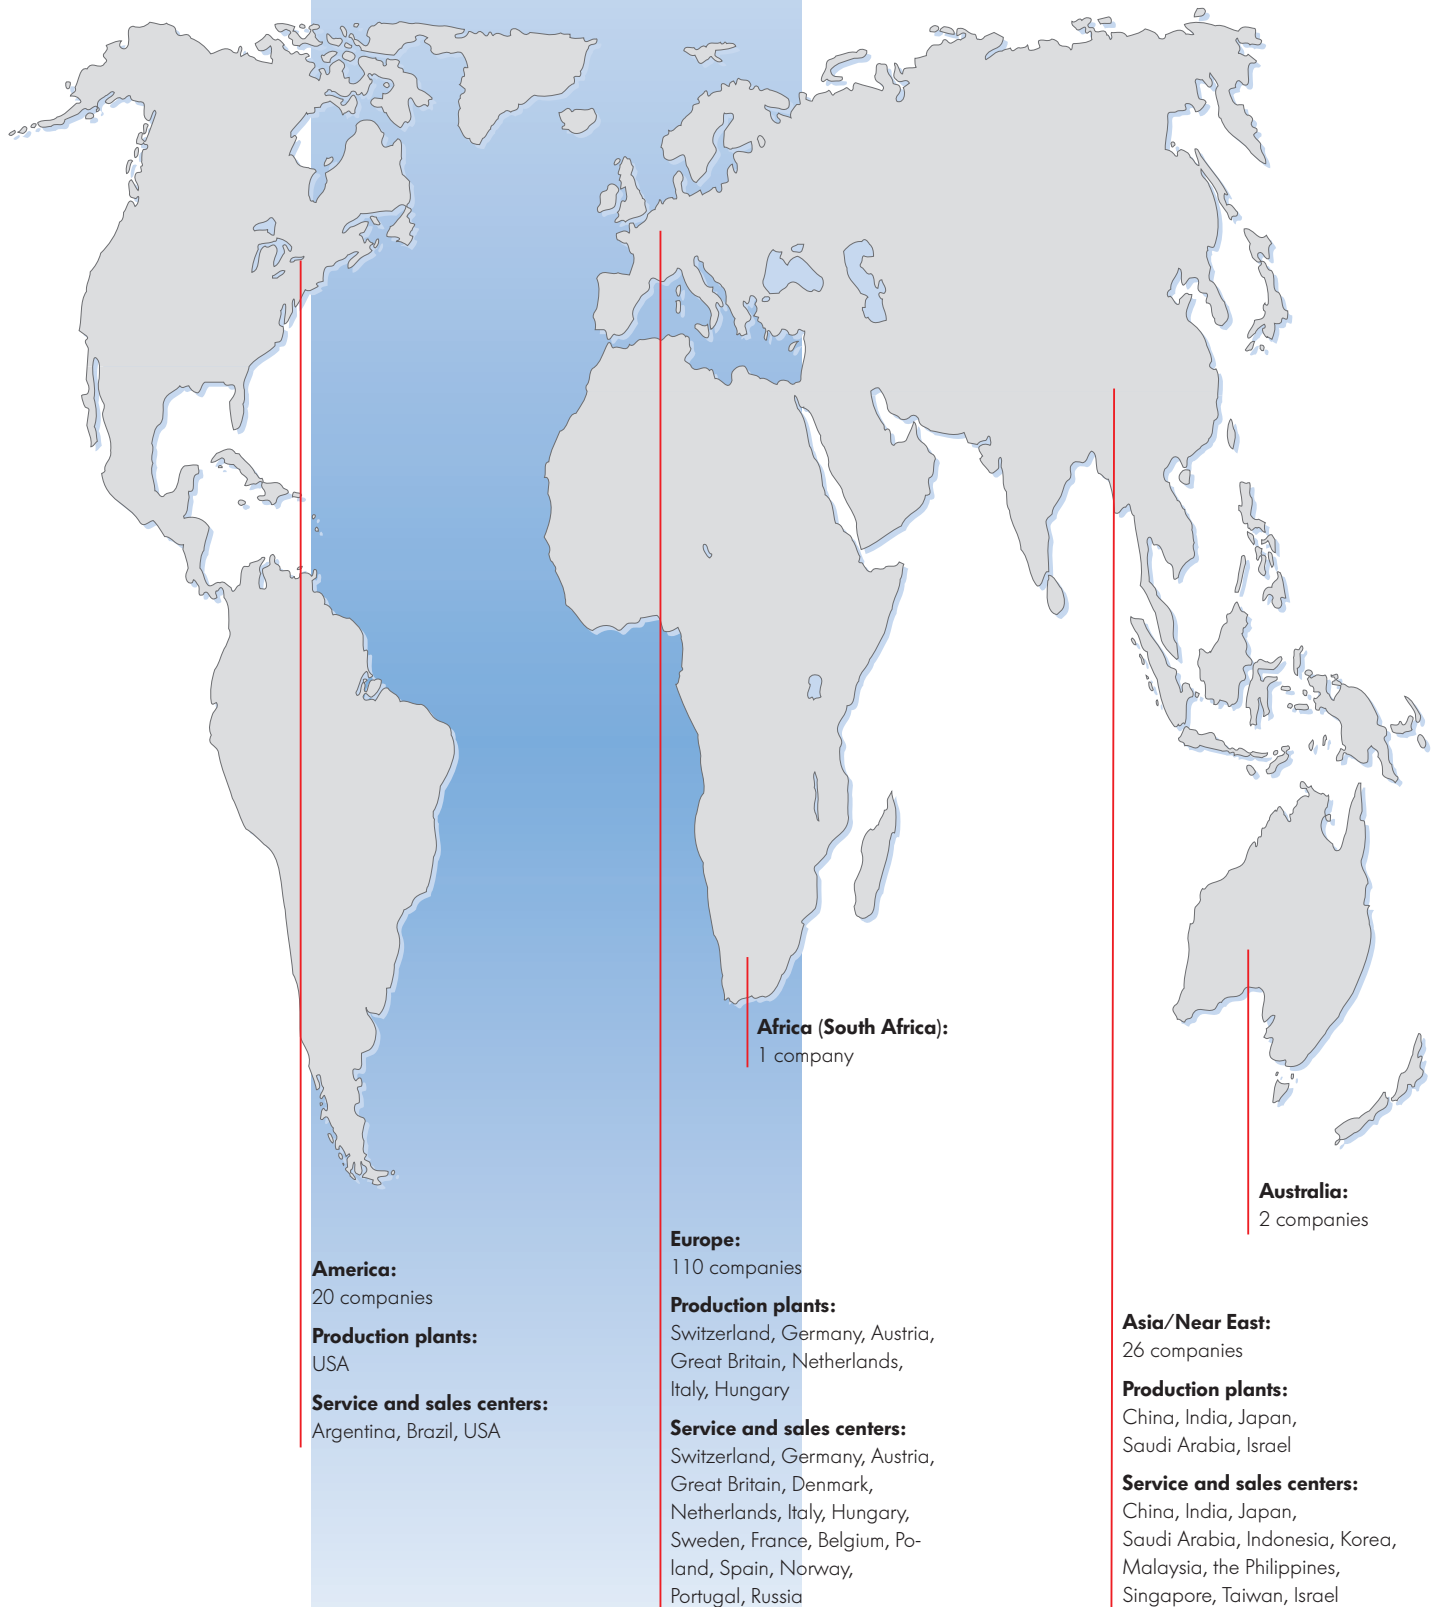 Africa (South Africa):
1 company
Australia:
2 companies
America:
20 companies
Production plants:
USA
Service and sales centers:
Argentina, Brazil, USA
Europe:
110 companies
Production plants:
Switzerland, Germany, Austria,
Great Britain, Netherlands,
Italy, Hungary
Service and sales centers:
Switzerland, Germany, Austria,
Great Britain, Denmark,
Netherlands, Italy, Hungary,
Sweden, France, Belgium, Po-
land, Spain, Norway,
Portugal, Russia
Asia/Near East:
26 companies
Production plants:
China, India, Japan,
Saudi Arabia, Israel
Service and sales centers:
China, India, Japan,
Saudi Arabia, Indonesia, Korea,
Malaysia, the Philippines,
Singapore, Taiwan, Israel